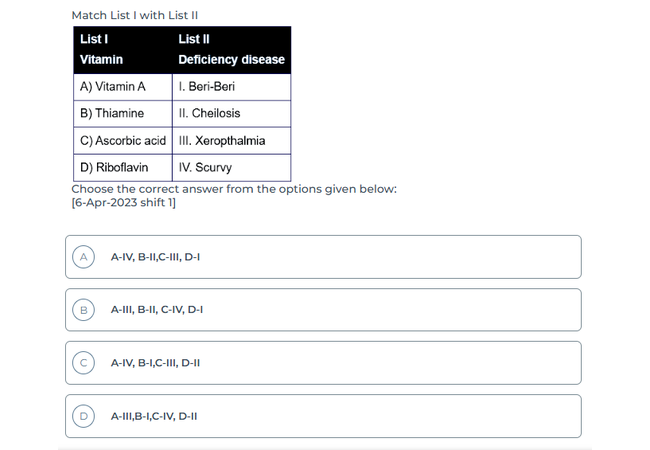 Match List I with List II
List I List II
Vitamin Deficiency disease
A) Vitamin A I. Beri-Beri
B) Thiamine II. Cheilosis
C) Ascorbic acid III. Xeropthalmia
D) Riboflavin IV. Scurvy
Choose the correct answer from the options given below:
[6-Apr-2023 shift 1]
A A-IV, B-II,C-III, D-I
B A-III, B-II, C-IV, D-I
C A-IV, B-I,C-III, D-II
D A-III,B-I,C-IV, D-II